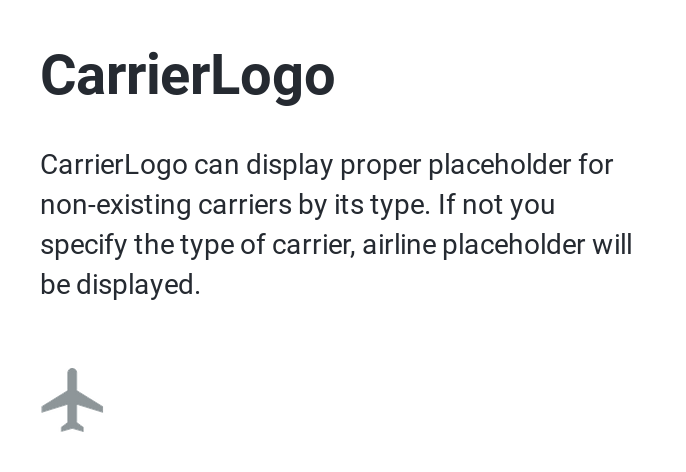 CarrierLogo
CarrierLogo can display proper placeholder for
non-existing carriers by its type. If not you
specify the type of carrier, airline placeholder will
be displayed.